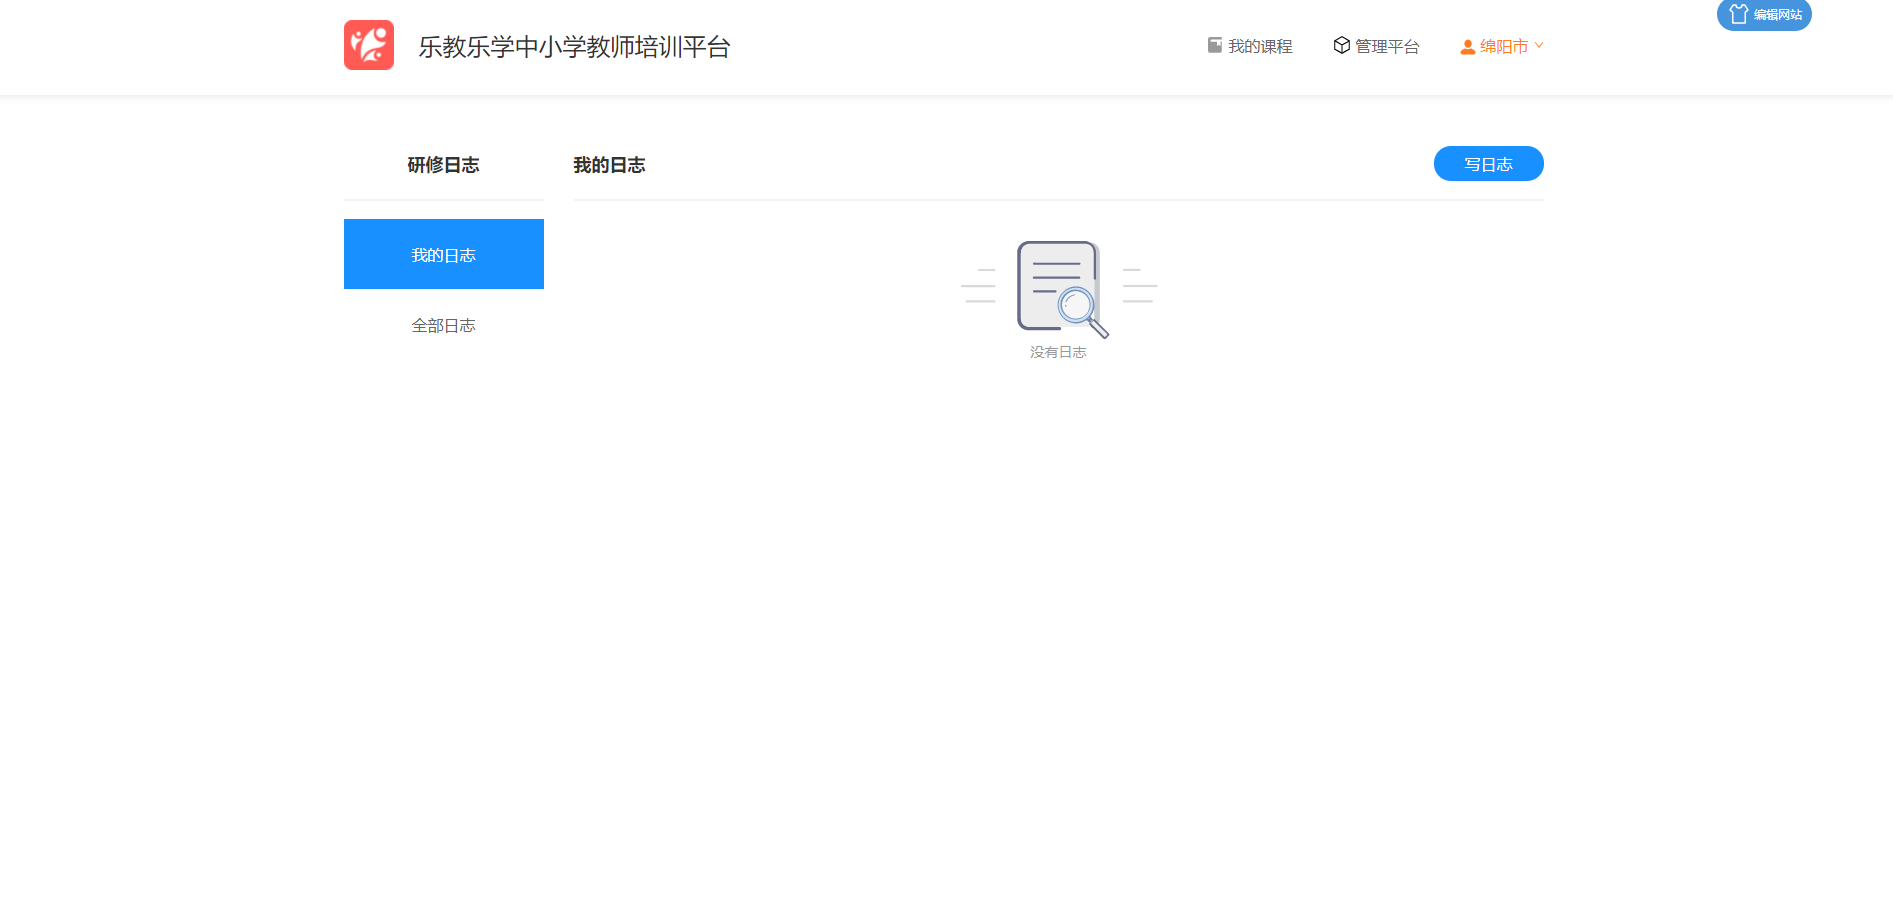 编辑网站
乐教乐学中小学教师培训平台
我的课程
管理平台
绵阳市
研修日志
我的日志
写日志
我的日志
全部日志
没有日志